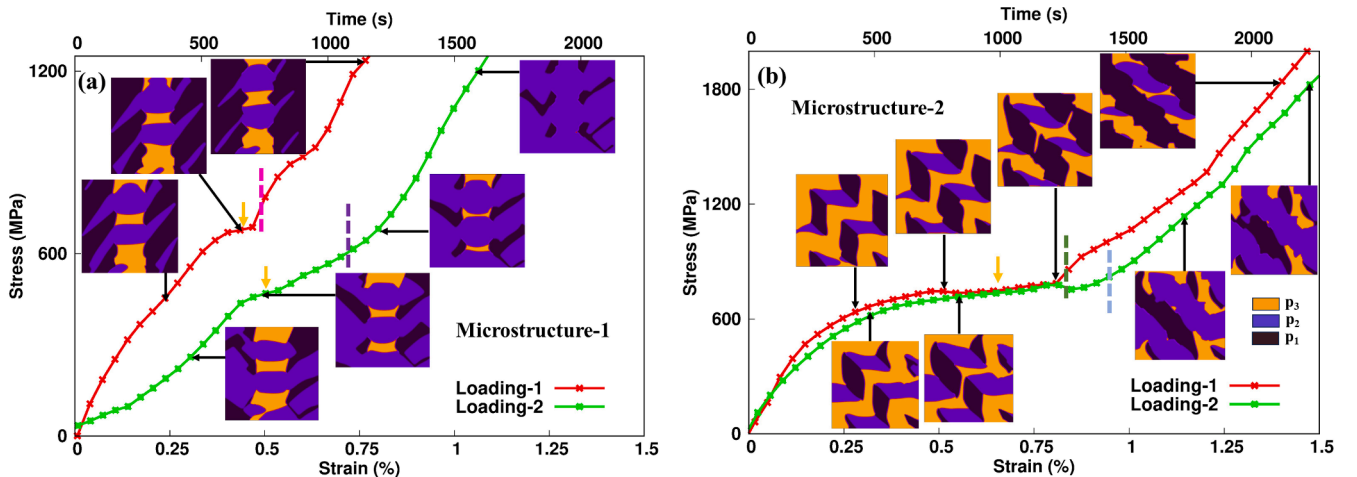 Time (s)
0 500 1000 1500 2000
(a)
1200
600
0
Stress (MPa)
Microstructure-1
Loading-1
Loading-2
0 0.25 0.5 0.75 1 1.25 1.5
Strain (%)
Time (s)
0 500 1000 1500 2000
(b)
Microstructure-2
1800
1200
600
0
Stress (MPa)
p3
p2
p1
Loading-1
Loading-2
0 0.25 0.5 0.75 1 1.25 1.5
Strain (%)